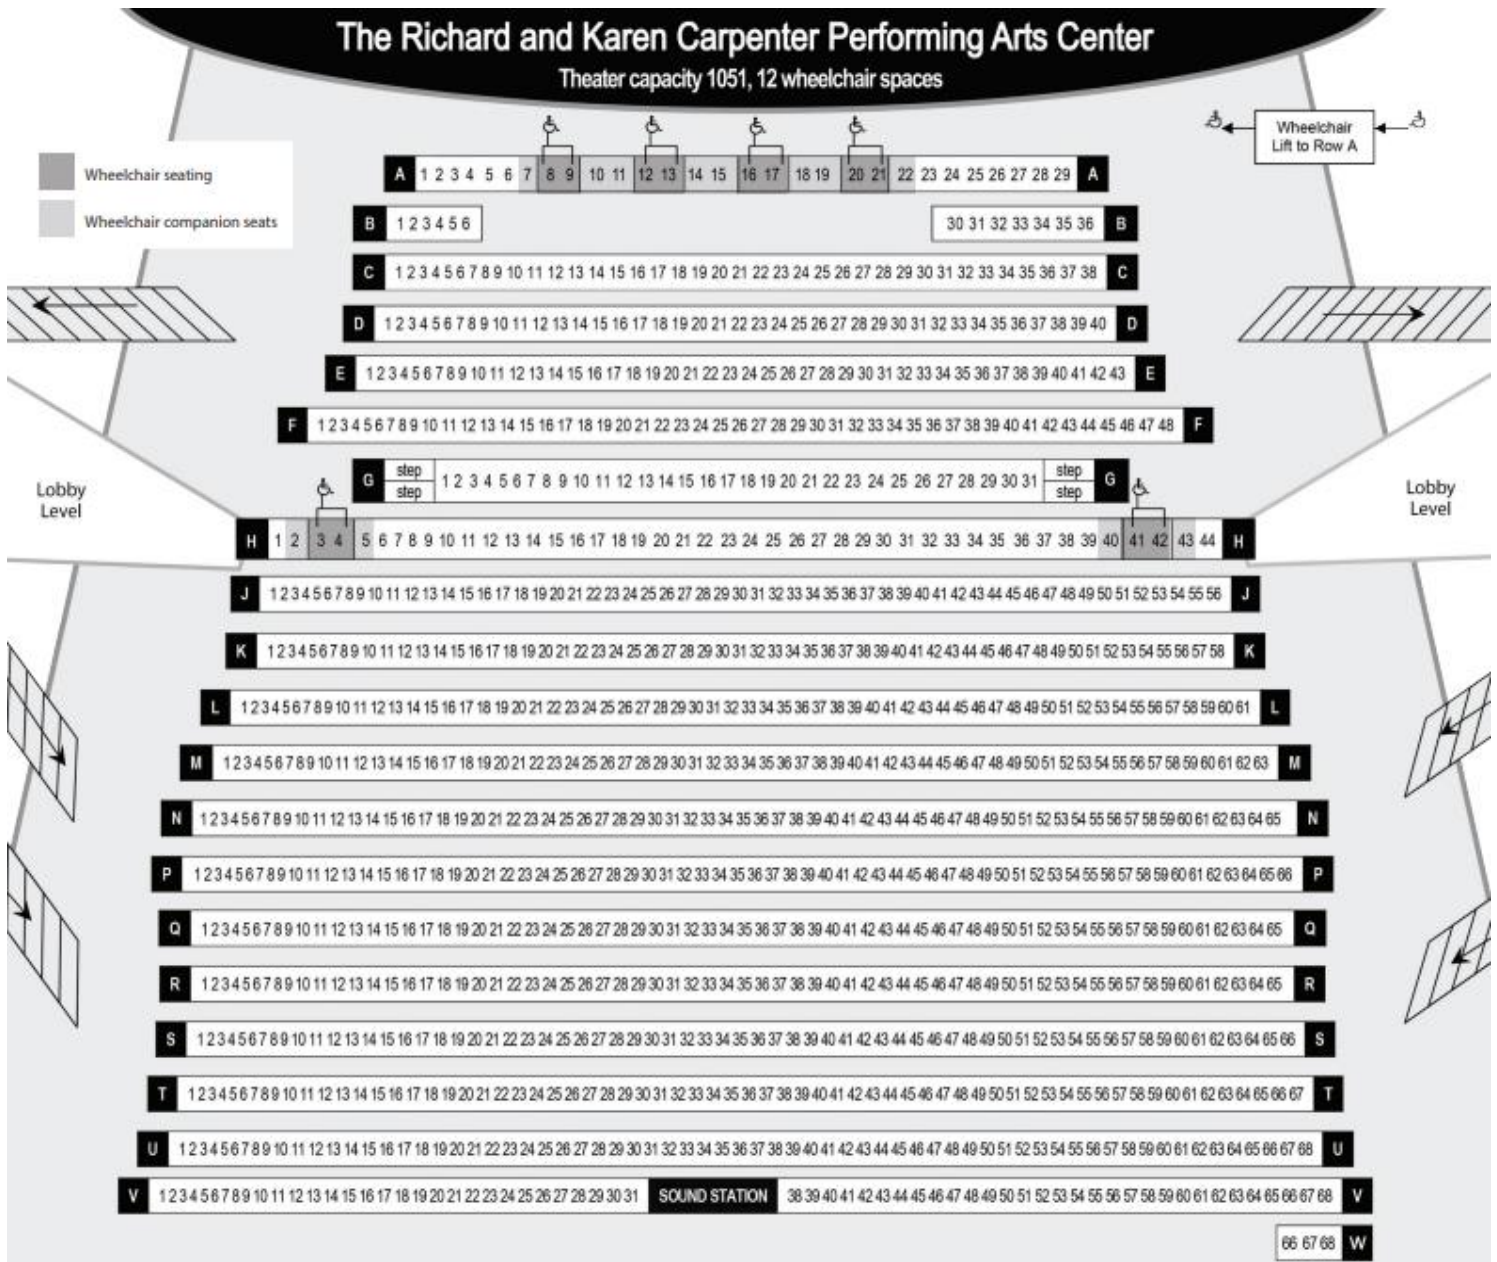 The Richard and Karen Carpenter Performing Arts Center
Theater capacity 1051, 12 wheelchair spaces
Wheelchair
Lift to Row A
Wheelchair seating
Wheelchair companion seats
A 1 2 3 4 5 6 7 8 9 10 11 12 13 14 15 16 17 18 19 20 21 22 23 24 25 26 27 28 29 A
B 1 2 3 4 5 6 30 31 32 33 34 35 36 B
C 1 2 3 4 5 6 7 8 9 10 11 12 13 14 15 16 17 18 19 20 21 22 23 24 25 26 27 28 29 30 31 32 33 34 35 36 37 38 C
D 1 2 3 4 5 6 7 8 9 10 11 12 13 14 15 16 17 18 19 20 21 22 23 24 25 26 27 28 29 30 31 32 33 34 35 36 37 38 39 40 D
E 1 2 3 4 5 6 7 8 9 10 11 12 13 14 15 16 17 18 19 20 21 22 23 24 25 26 27 28 29 30 31 32 33 34 35 36 37 38 39 40 41 42 43 E
F 1 2 3 4 5 6 7 8 9 10 11 12 13 14 15 16 17 18 19 20 21 22 23 24 25 26 27 28 29 30 31 32 33 34 35 36 37 38 39 40 41 42 43 44 45 46 47 48 F
G step 1 2 3 4 5 6 7 8 9 10 11 12 13 14 15 16 17 18 19 20 21 22 23 24 25 26 27 28 29 30 31 step G
step step
Lobby
Level
Lobby
Level
H 1 2 3 4 5 6 7 8 9 10 11 12 13 14 15 16 17 18 19 20 21 22 23 24 25 26 27 28 29 30 31 32 33 34 35 36 37 38 39 40 41 42 43 44 H
J 1 2 3 4 5 6 7 8 9 10 11 12 13 14 15 16 17 18 19 20 21 22 23 24 25 26 27 28 29 30 31 32 33 34 35 36 37 38 39 40 41 42 43 44 45 46 47 48 49 50 51 52 53 54 55 56 J
K 1 2 3 4 5 6 7 8 9 10 11 12 13 14 15 16 17 18 19 20 21 22 23 24 25 26 27 28 29 30 31 32 33 34 35 36 37 38 39 40 41 42 43 44 45 46 47 48 49 50 51 52 53 54 55 56 57 58 K
L 1 2 3 4 5 6 7 8 9 10 11 12 13 14 15 16 17 18 19 20 21 22 23 24 25 26 27 28 29 30 31 32 33 34 35 36 37 38 39 40 41 42 43 44 45 46 47 48 49 50 51 52 53 54 55 56 57 58 59 60 61 L
M 1 2 3 4 5 6 7 8 9 10 11 12 13 14 15 16 17 18 19 20 21 22 23 24 25 26 27 28 29 30 31 32 33 34 35 36 37 38 39 40 41 42 43 44 45 46 47 48 49 50 51 52 53 54 55 56 57 58 59 60 61 62 63 M
N 1 2 3 4 5 6 7 8 9 10 11 12 13 14 15 16 17 18 19 20 21 22 23 24 25 26 27 28 29 30 31 32 33 34 35 36 37 38 39 40 41 42 43 44 45 46 47 48 49 50 51 52 53 54 55 56 57 58 59 60 61 62 63 64 65 N
P 1 2 3 4 5 6 7 8 9 10 11 12 13 14 15 16 17 18 19 20 21 22 23 24 25 26 27 28 29 30 31 32 33 34 35 36 37 38 39 40 41 42 43 44 45 46 47 48 49 50 51 52 53 54 55 56 57 58 59 60 61 62 63 64 65 66 P
Q 1 2 3 4 5 6 7 8 9 10 11 12 13 14 15 16 17 18 19 20 21 22 23 24 25 26 27 28 29 30 31 32 33 34 35 36 37 38 39 40 41 42 43 44 45 46 47 48 49 50 51 52 53 54 55 56 57 58 59 60 61 62 63 64 65 Q
R 1 2 3 4 5 6 7 8 9 10 11 12 13 14 15 16 17 18 19 20 21 22 23 24 25 26 27 28 29 30 31 32 33 34 35 36 37 38 39 40 41 42 43 44 45 46 47 48 49 50 51 52 53 54 55 56 57 58 59 60 61 62 63 64 65 R
S 1 2 3 4 5 6 7 8 9 10 11 12 13 14 15 16 17 18 19 20 21 22 23 24 25 26 27 28 29 30 31 32 33 34 35 36 37 38 39 40 41 42 43 44 45 46 47 48 49 50 51 52 53 54 55 56 57 58 59 60 61 62 63 64 65 66 S
T 1 2 3 4 5 6 7 8 9 10 11 12 13 14 15 16 17 18 19 20 21 22 23 24 25 26 27 28 29 30 31 32 33 34 35 36 37 38 39 40 41 42 43 44 45 46 47 48 49 50 51 52 53 54 55 56 57 58 59 60 61 62 63 64 65 66 67 T
U 1 2 3 4 5 6 7 8 9 10 11 12 13 14 15 16 17 18 19 20 21 22 23 24 25 26 27 28 29 30 31 32 33 34 35 36 37 38 39 40 41 42 43 44 45 46 47 48 49 50 51 52 53 54 55 56 57 58 59 60 61 62 63 64 65 66 67 68 U
V 1 2 3 4 5 6 7 8 9 10 11 12 13 14 15 16 17 18 19 20 21 22 23 24 25 26 27 28 29 30 31 SOUND STATION 38 39 40 41 42 43 44 45 46 47 48 49 50 51 52 53 54 55 56 57 58 59 60 61 62 63 64 65 66 67 68 V
66 67 68 W